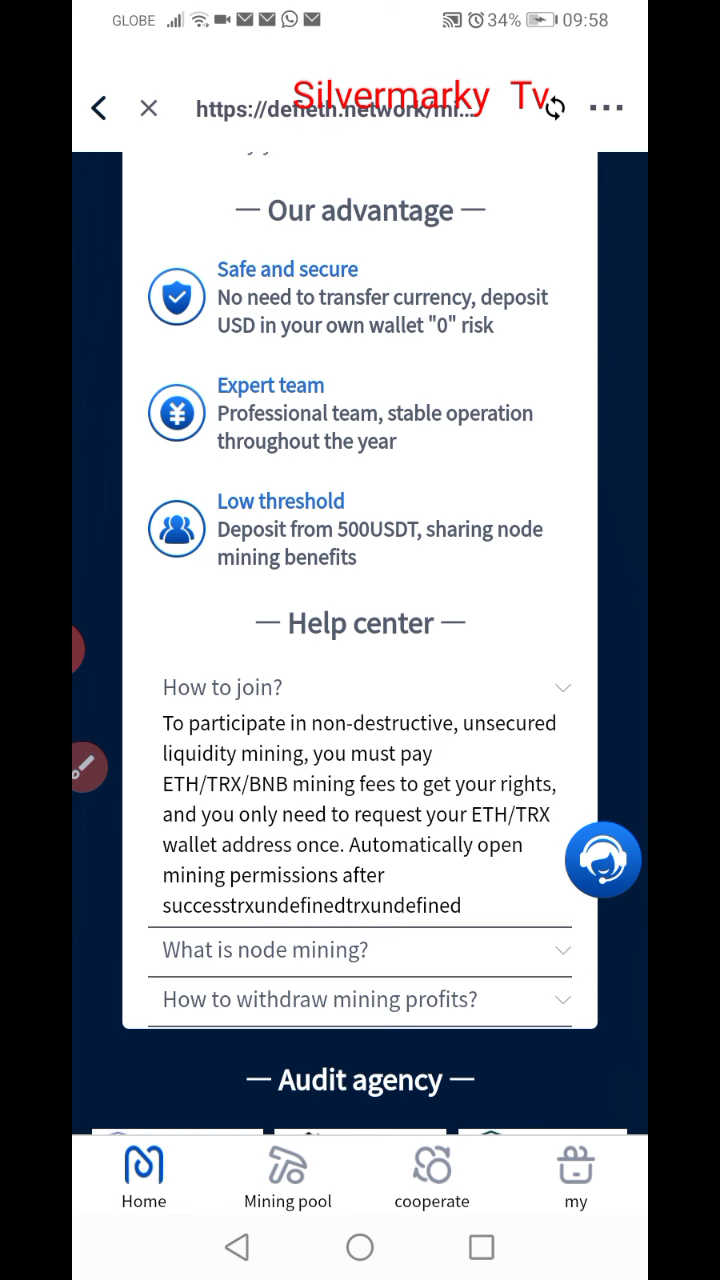 GLOBE 34% 09:58
Silvermarky Tv
https://defieth.network/mi...
— Our advantage —
Safe and secure
No need to transfer currency, deposit
USD in your own wallet "0" risk
Expert team
Professional team, stable operation
throughout the year
Low threshold
Deposit from 500USDT, sharing node
mining benefits
— Help center —
How to join?
To participate in non-destructive, unsecured
liquidity mining, you must pay
ETH/TRX/BNB mining fees to get your rights,
and you only need to request your ETH/TRX
wallet address once. Automatically open
mining permissions after
successtrxundefinedtrxundefined
What is node mining?
How to withdraw mining profits?
— Audit agency —
Home Mining pool cooperate my